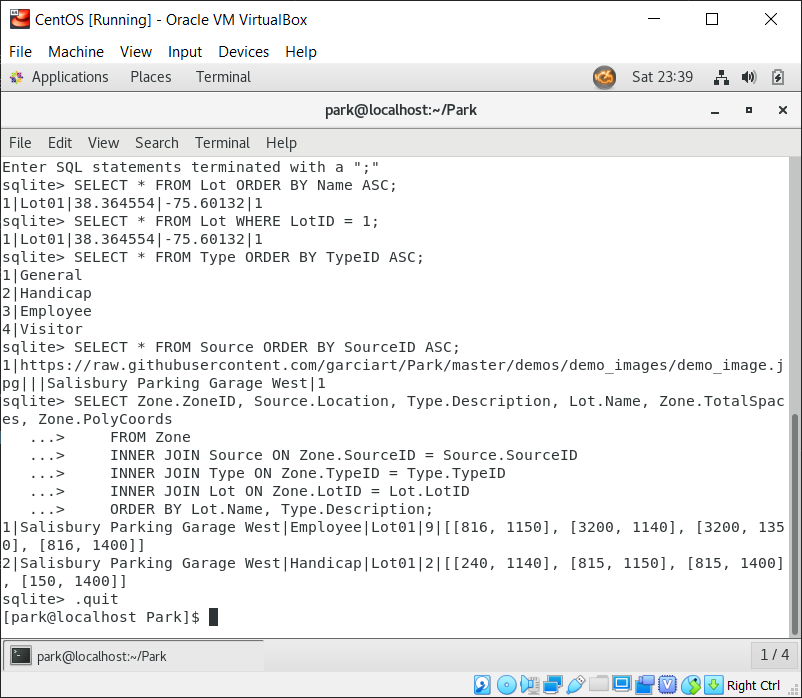 CentOS [Running] - Oracle VM VirtualBox
File Machine View Input Devices Help
Applications Places Terminal Sat 23:39
park@localhost:~/Park
File Edit View Search Terminal Help
Enter SQL statements terminated with a ";"
sqlite> SELECT * FROM Lot ORDER BY Name ASC;
1|Lot01|38.364554|-75.60132|1
sqlite> SELECT * FROM Lot WHERE LotID = 1;
1|Lot01|38.364554|-75.60132|1
sqlite> SELECT * FROM Type ORDER BY TypeID ASC;
1|General
2|Handicap
3|Employee
4|Visitor
sqlite> SELECT * FROM Source ORDER BY SourceID ASC;
1|https://raw.githubusercontent.com/garciart/Park/master/demos/demo_images/demo_image.j
pg|||Salisbury Parking Garage West|1
sqlite> SELECT Zone.ZoneID, Source.Location, Type.Description, Lot.Name, Zone.TotalSpac
es, Zone.PolyCoords
   ...>     FROM Zone
   ...>     INNER JOIN Source ON Zone.SourceID = Source.SourceID
   ...>     INNER JOIN Type ON Zone.TypeID = Type.TypeID
   ...>     INNER JOIN Lot ON Zone.LotID = Lot.LotID
   ...>     ORDER BY Lot.Name, Type.Description;
1|Salisbury Parking Garage West|Employee|Lot01|9|[[816, 1150], [3200, 1140], [3200, 135
0], [816, 1400]]
2|Salisbury Parking Garage West|Handicap|Lot01|2|[[240, 1140], [815, 1150], [815, 1400]
, [150, 1400]]
sqlite> .quit
[park@localhost Park]$
park@localhost:~/Park 1 / 4
Right Ctrl